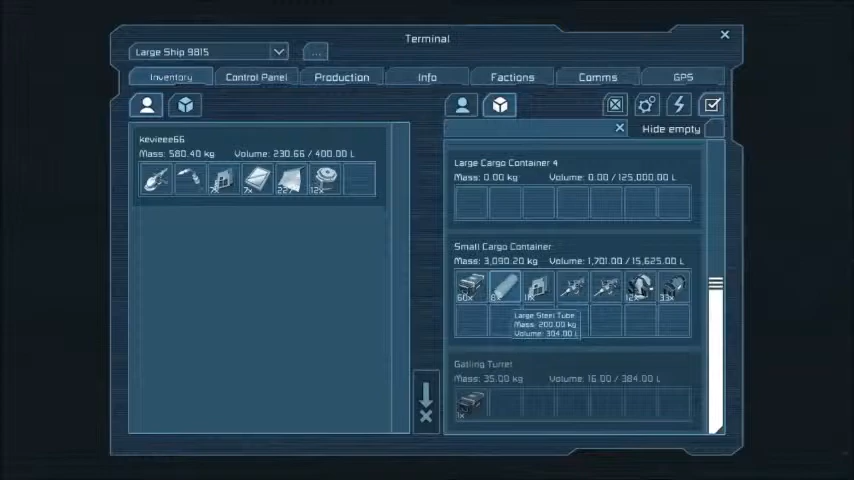 Terminal
Large Ship 9815
...
Inventory
Control Panel
Production
Info
Factions
Comms
GPS
Hide empty
kevieee66
Mass: 580.40 kg Volume: 230.66 / 400.00 L
7x
7x
12x
Large Cargo Container 4
Mass: 0.00 kg Volume: 0.00 / 125,000.00 L
Small Cargo Container
Mass: 3,090.20 kg Volume: 1,701.00 / 15,625.00 L
60x
8x
12x
33x
Large Steel Tube
Mass: 200.00 kg
Volume: 304.00 L
Gatling Turret
Mass: 35.00 kg Volume: 16.00 / 384.00 L
1x